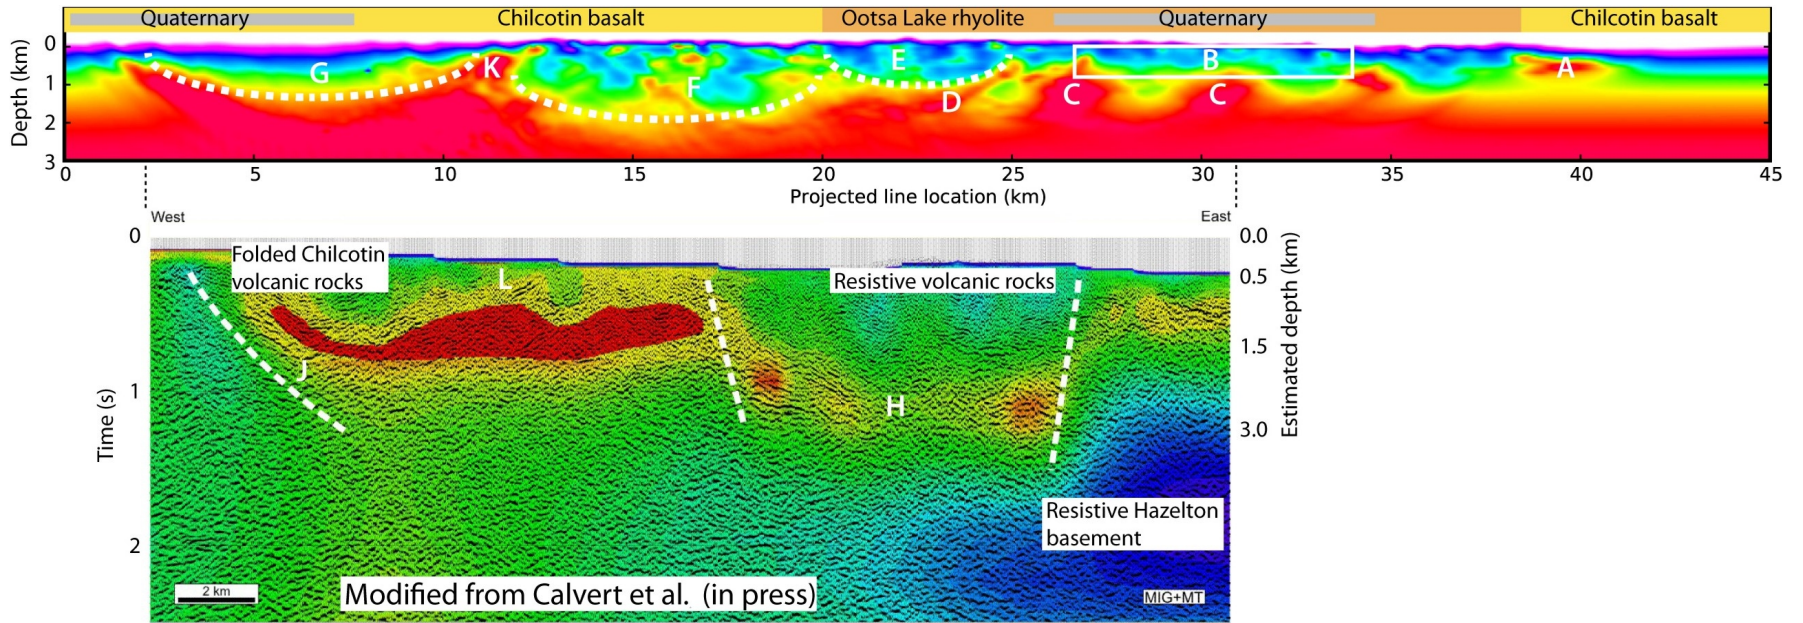 Quaternary Chilcotin basalt Ootsa Lake rhyolite Quaternary Chilcotin basalt
Depth (km)
0
1
2
3
G K F E D B C C A
0 5 10 15 20 25 30 35 40 45
Projected line location (km)
West East
0 0.0
Folded Chilcotin
volcanic rocks
L
Resistive volcanic rocks
0.5
J
1.5
Time (s)
Estimated depth (km)
1
H
3.0
Resistive Hazelton
basement
2
2 km
Modified from Calvert et al. (in press)
MIG+MT